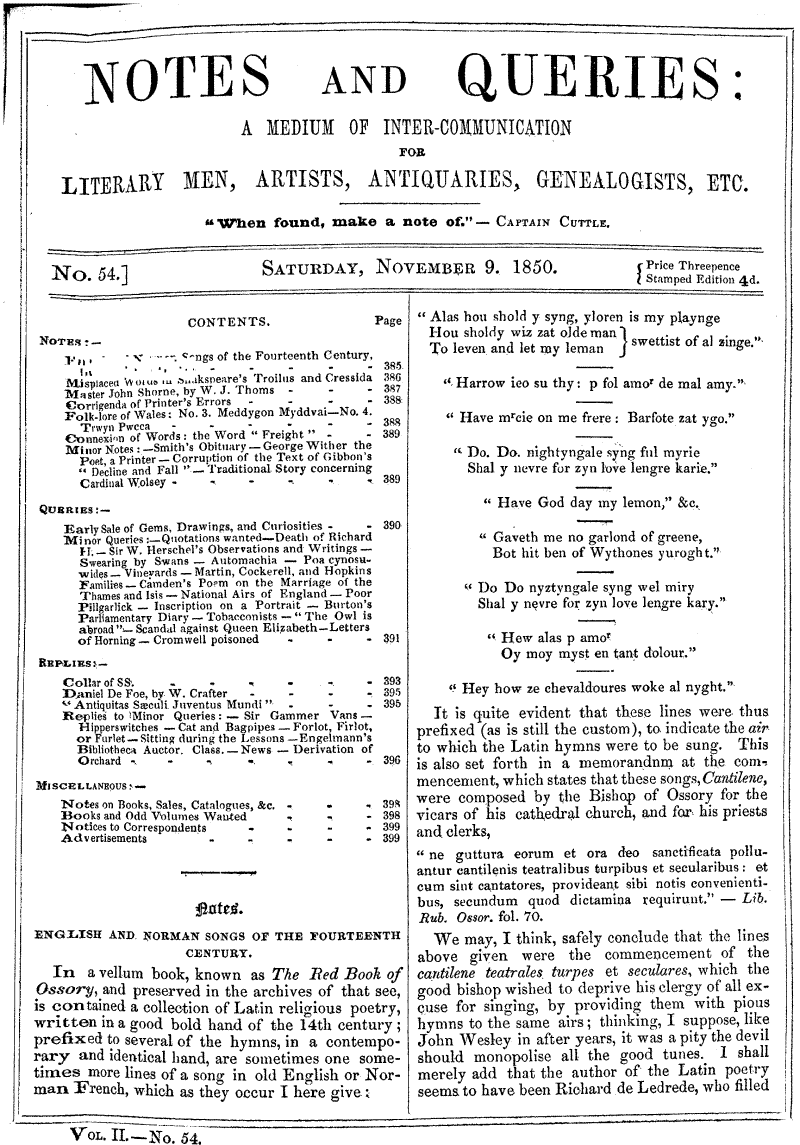 NOTES AND QUERIES:
A MEDIUM OF INTER-COMMUNICATION
FOR
LITERARY MEN, ARTISTS, ANTIQUARIES, GENEALOGISTS, ETC.
"When found, make a note of."—CAPTAIN CUTTLE.
No. 54.]
SATURDAY, NOVEMBER 9. 1850.
Price Threepence
Stamped Edition 4d.
CONTENTS. Page
NOTES:—
Songs of the Fourteenth Century,
- - - - - 385
Misplaced Words in Shakspeare's Troilus and Cressida 386
Master John Shorne, by W. J. Thoms - - - 387
Corrigenda of Printer's Errors - - - - 388
Folk-lore of Wales: No. 3. Meddygon Myddvai—No. 4.
Trwyn Pwcca - - - - - 388
Connexion of Words: the Word "Freight" - - 389
Minor Notes:—Smith's Obituary—George Wither the
Poet, a Printer—Corruption of the Text of Gibbon's
"Decline and Fall"—Traditional Story concerning
Cardinal Wolsey - - - - - 389
QUERIES:—
Early Sale of Gems, Drawings, and Curiosities - - 390
Minor Queries:—Quotations wanted—Death of Richard
II.—Sir W. Herschel's Observations and Writings—
Swearing by Swans—Automachia—Poa cynosu-
wides—Vineyards—Martin, Cockerell, and Hopkins
Families—Camden's Poem on the Marriage of the
Thames and Isis—National Airs of England—Poor
Pillgarlick—Inscription on a Portrait—Burton's
Parliamentary Diary—Tobacconists—"The Owl is
abroad"—Scandal against Queen Elizabeth—Letters
of Horning—Cromwell poisoned - - - 391
REPLIES:—
Collar of SS. - - - - - - 393
Daniel De Foe, by W. Crafter - - - - 395
"Antiquitas Sæculi Juventus Mundi" - - - 395
Replies to Minor Queries:—Sir Gammer Vans—
Hipperswitches—Cat and Bagpipes—Forlot, Firlot,
or Furlet—Sitting during the Lessons—Engelmann's
Bibliotheca Auctor. Class.—News—Derivation of
Orchard - - - - - - 396
MISCELLANEOUS:—
Notes on Books, Sales, Catalogues, &c. - - - 398
Books and Odd Volumes Wanted - - - 398
Notices to Correspondents - - - - 399
Advertisements - - - - - 399
Notes.
ENGLISH AND NORMAN SONGS OF THE FOURTEENTH
CENTURY.
In a vellum book, known as The Red Book of
Ossory, and preserved in the archives of that see,
is contained a collection of Latin religious poetry,
written in a good bold hand of the 14th century;
prefixed to several of the hymns, in a contempo-
rary and identical hand, are sometimes one some-
times more lines of a song in old English or Nor-
man French, which as they occur I here give:
"Alas hou shold y syng, yloren is my playnge
Hou sholdy wiz zat olde man
To leven and let my leman
swettist of al zinge."
"Harrow ieo su thy: p fol amoʳ de mal amy."
"Have mʳcie on me frere: Barfote zat ygo."
"Do. Do. nightyngale syng ful myrie
Shal y nevre for zyn love lengre karie."
"Have God day my lemon," &c.
"Gaveth me no garlond of greene,
Bot hit ben of Wythones yuroght."
"Do Do nyztyngale syng wel miry
Shal y nevre for zyn love lengre kary."
"Hew alas p amoʳ
Oy moy myst en tant dolour."
"Hey how ze chevaldoures woke al nyght."
It is quite evident that these lines were thus
prefixed (as is still the custom), to indicate the air
to which the Latin hymns were to be sung. This
is also set forth in a memorandnm at the com-
mencement, which states that these songs, Cantilene,
were composed by the Bishop of Ossory for the
vicars of his cathedral church, and for his priests
and clerks,
"ne guttura eorum et ora deo sanctificata pollu-
antur cantilenis teatralibus turpibus et secularibus: et
cum sint cantatores, provideant sibi notis convenienti-
bus, secundum quod dictamina requirunt."—Lib.
Rub. Ossor. fol. 70.
We may, I think, safely conclude that the lines
above given were the commencement of the
cantilene teatrales turpes et seculares, which the
good bishop wished to deprive his clergy of all ex-
cuse for singing, by providing them with pious
hymns to the same airs; thinking, I suppose, like
John Wesley in after years, it was a pity the devil
should monopolise all the good tunes. I shall
merely add that the author of the Latin poetry
seems to have been Richard de Ledrede, who filled
VOL. II.—No. 54.